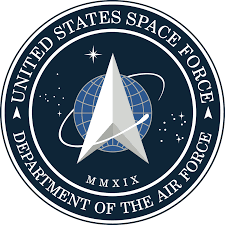 UNITED STATES SPACE FORCE
MMXIX
DEPARTMENT OF THE AIR FORCE